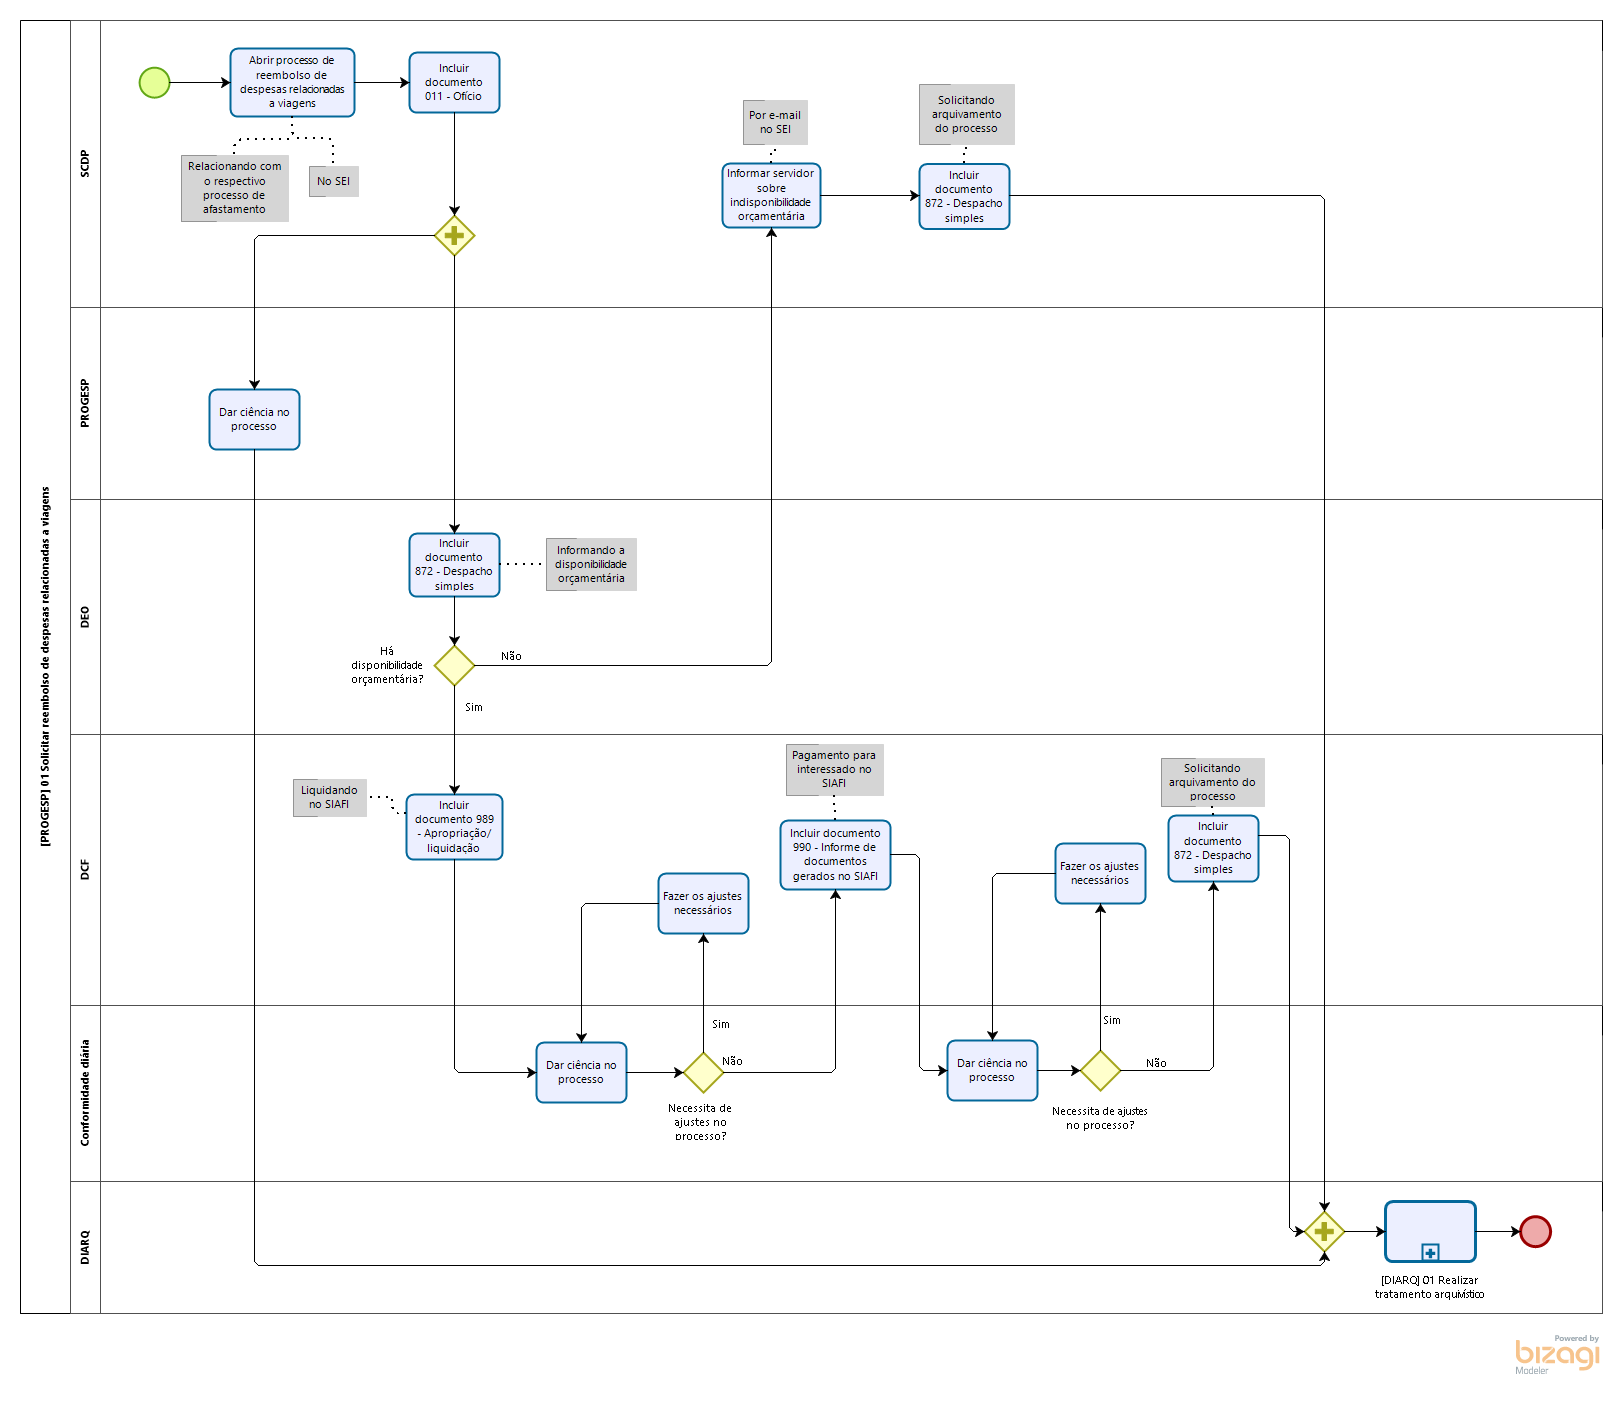 [PROGESP] 01 Solicitar reembolso de despesas relacionadas a viagens
SCDP
Abrir processo de
reembolso de
despesas relacionadas
a viagens
Incluir
documento
011 - Ofício
Relacionando com
o respectivo
processo de
afastamento
No SEI
Por e-mail
no SEI
Solicitando
arquivamento
do processo
Informar servidor
sobre
indisponibilidade
orçamentária
Incluir
documento
872 - Despacho
simples
PROGESP
Dar ciência no
processo
DEO
Incluir
documento
872 - Despacho
simples
Informando a
disponibilidade
orçamentária
Há
disponibilidade
orçamentária?
Não
Sim
DCF
Liquidando
no SIAFI
Incluir
documento 989
- Apropriação/
liquidação
Fazer os ajustes
necessários
Pagamento para
interessado no
SIAFI
Incluir documento
990 - Informe de
documentos
gerados no SIAFI
Fazer os ajustes
necessários
Solicitando
arquivamento do
processo
Incluir
documento
872 - Despacho
simples
Conformidade diária
Dar ciência no
processo
Sim
Não
Necessita de
ajustes no
processo?
Dar ciência no
processo
Sim
Não
Necessita de ajustes
no processo?
DIARQ
[DIARQ] 01 Realizar
tratamento arquivístico
Powered by
bizagi
Modeler